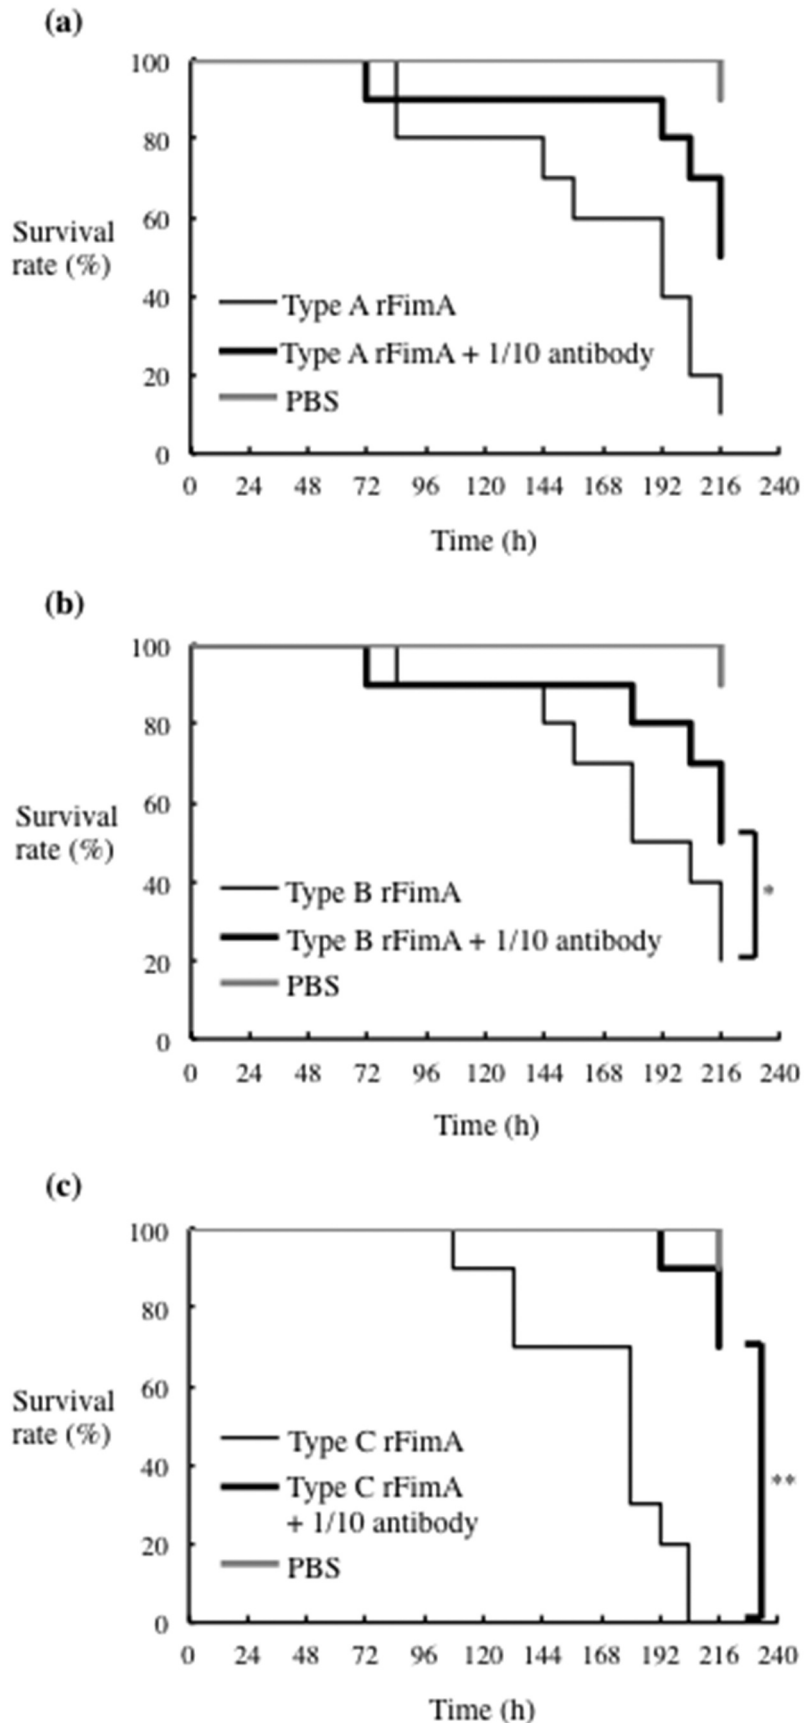 (a)
100
80
60
40
20
0
Survival
rate (%)
Type A rFimA
Type A rFimA + 1/10 antibody
PBS
0 24 48 72 96 120 144 168 192 216 240
Time (h)
(b)
100
80
60
40
20
0
Survival
rate (%)
*
Type B rFimA
Type B rFimA + 1/10 antibody
PBS
0 24 48 72 96 120 144 168 192 216 240
Time (h)
(c)
100
80
60
40
20
0
Survival
rate (%)
Type C rFimA
Type C rFimA
+ 1/10 antibody
**
PBS
0 24 48 72 96 120 144 168 192 216 240
Time (h)